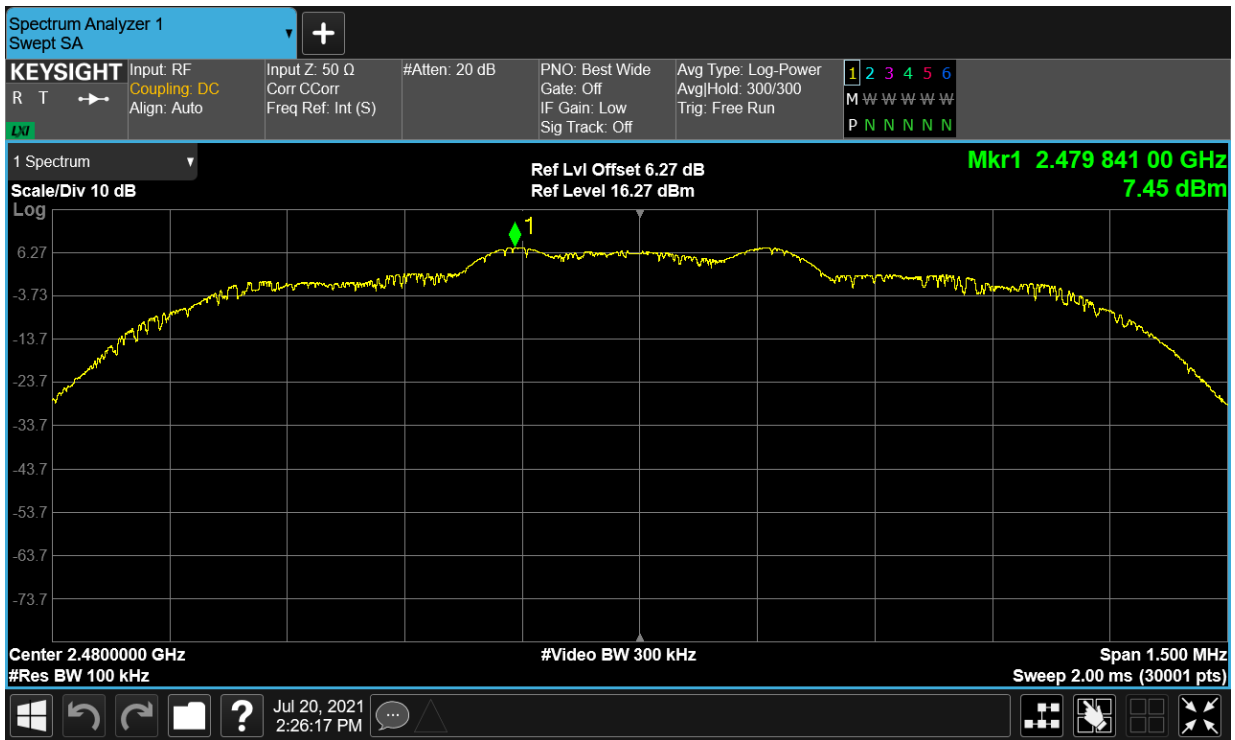 Spectrum Analyzer 1
Swept SA
+
KEYSIGHT
R T
LXI
Input: RF
Coupling: DC
Align: Auto
Input Z: 50 Ω
Corr CCorr
Freq Ref: Int (S)
#Atten: 20 dB
PNO: Best Wide
Gate: Off
IF Gain: Low
Sig Track: Off
Avg Type: Log-Power
Avg|Hold: 300/300
Trig: Free Run
1 2 3 4 5 6
M W W W W W
P N N N N N
1 Spectrum
Scale/Div 10 dB
Ref Lvl Offset 6.27 dB
Ref Level 16.27 dBm
Mkr1 2.479 841 00 GHz
7.45 dBm
Log
1
6.27
-3.73
-13.7
-23.7
-33.7
-43.7
-53.7
-63.7
-73.7
Center 2.4800000 GHz
#Res BW 100 kHz
#Video BW 300 kHz
Span 1.500 MHz
Sweep 2.00 ms (30001 pts)
?
Jul 20, 2021
2:26:17 PM